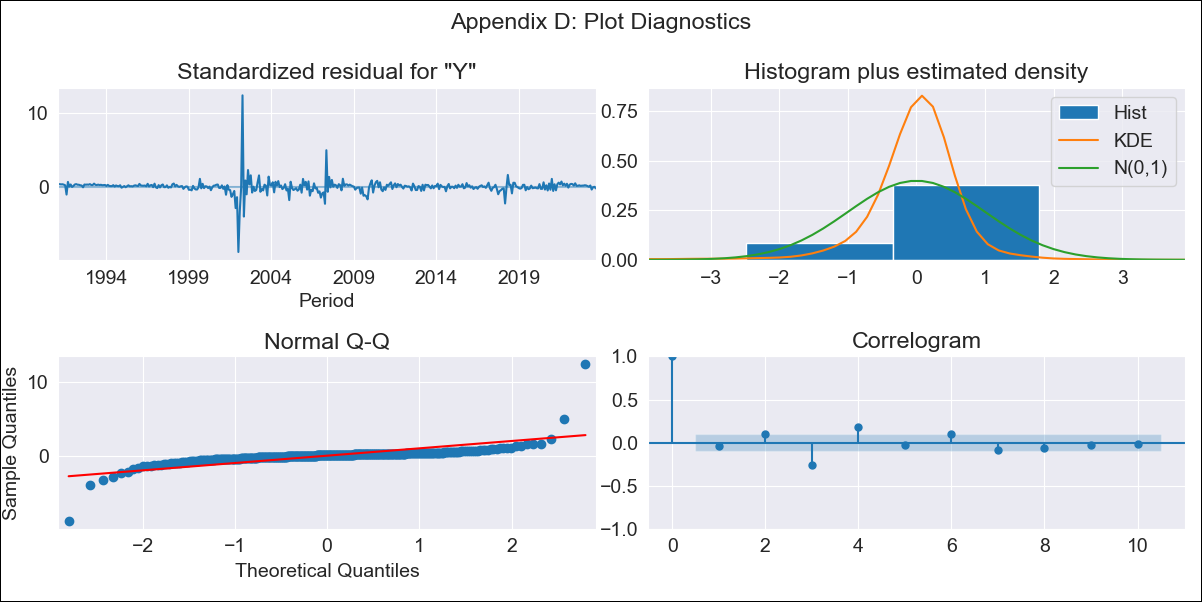 Appendix D: Plot Diagnostics
Standardized residual for "Y"
10
0
1994 1999 2004 2009 2014 2019
Period
Histogram plus estimated density
0.75
0.50
0.25
0.00
−3 −2 −1 0 1 2 3
Hist
KDE
N(0,1)
Normal Q-Q
Sample Quantiles
10
0
−2 −1 0 1 2
Theoretical Quantiles
Correlogram
1.0
0.5
0.0
−0.5
−1.0
0 2 4 6 8 10